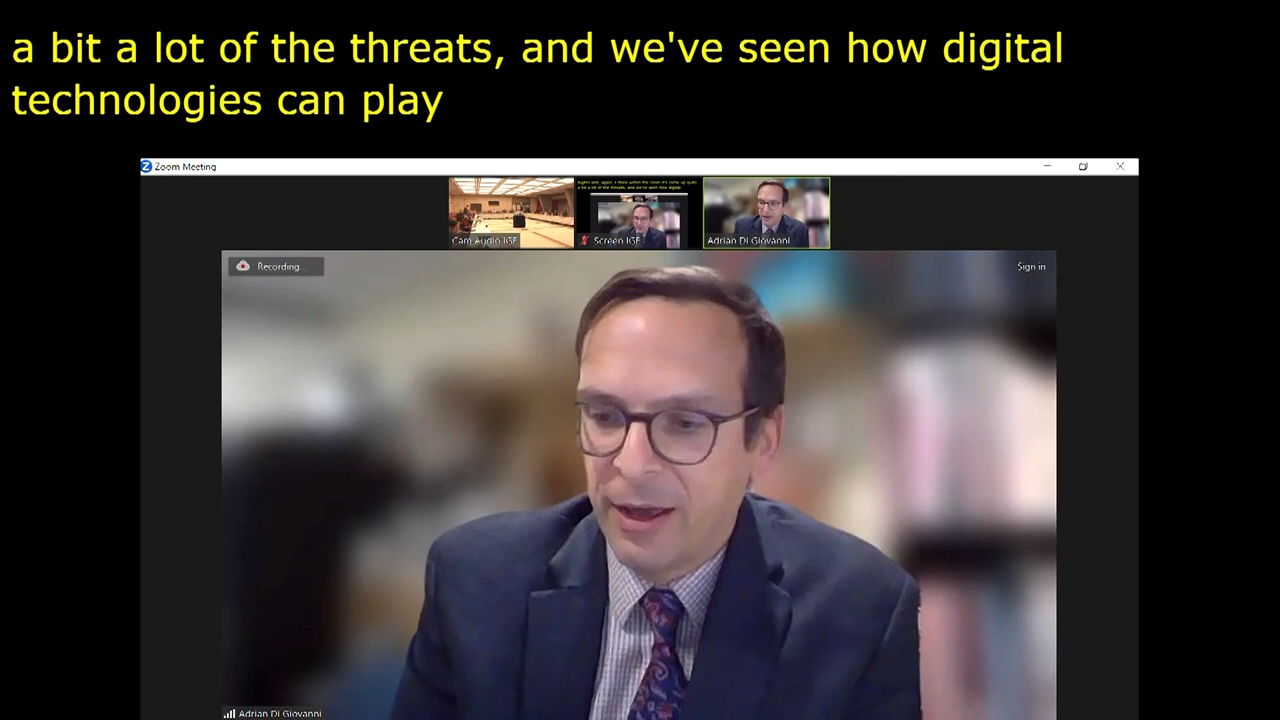 a bit a lot of the threats, and we've seen how digital
technologies can play
Zoom Meeting
Cam Audio IGF
Screen IGF
Adrian Di Giovanni
Recording...
Sign in
Adrian Di Giovanni